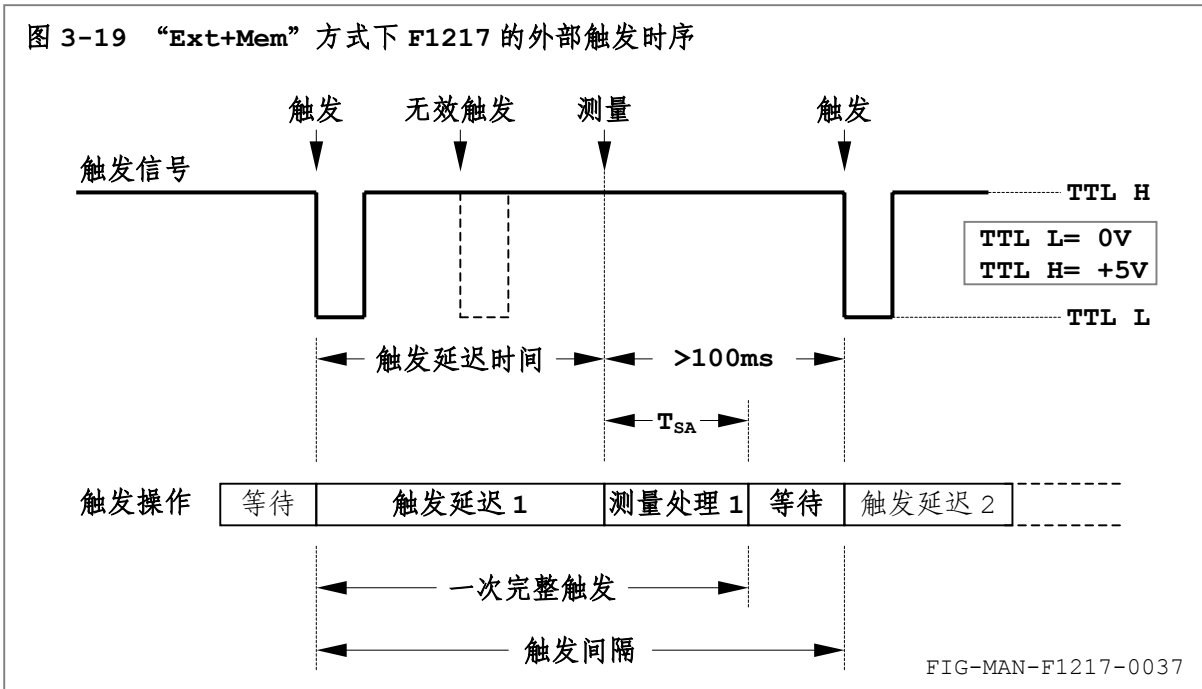 图 3-19 “Ext+Mem”方式下 F1217 的外部触发时序
触发 无效触发 测量 触发
触发信号
TTL H
TTL L= 0V
TTL H= +5V
TTL L
触发延迟时间 >100ms
TSA
触发操作 等待 触发延迟 1 测量处理 1 等待 触发延迟 2
一次完整触发
触发间隔
FIG-MAN-F1217-0037